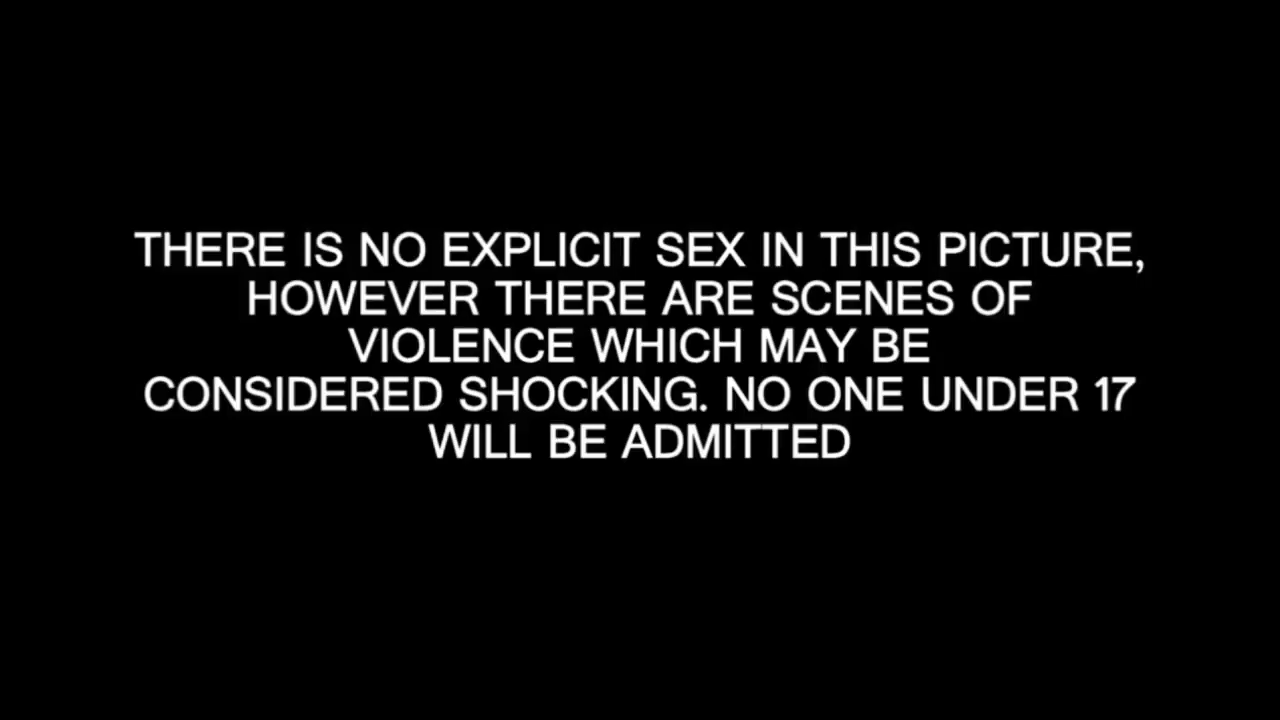 THERE IS NO EXPLICIT SEX IN THIS PICTURE,
HOWEVER THERE ARE SCENES OF
VIOLENCE WHICH MAY BE
CONSIDERED SHOCKING. NO ONE UNDER 17
WILL BE ADMITTED